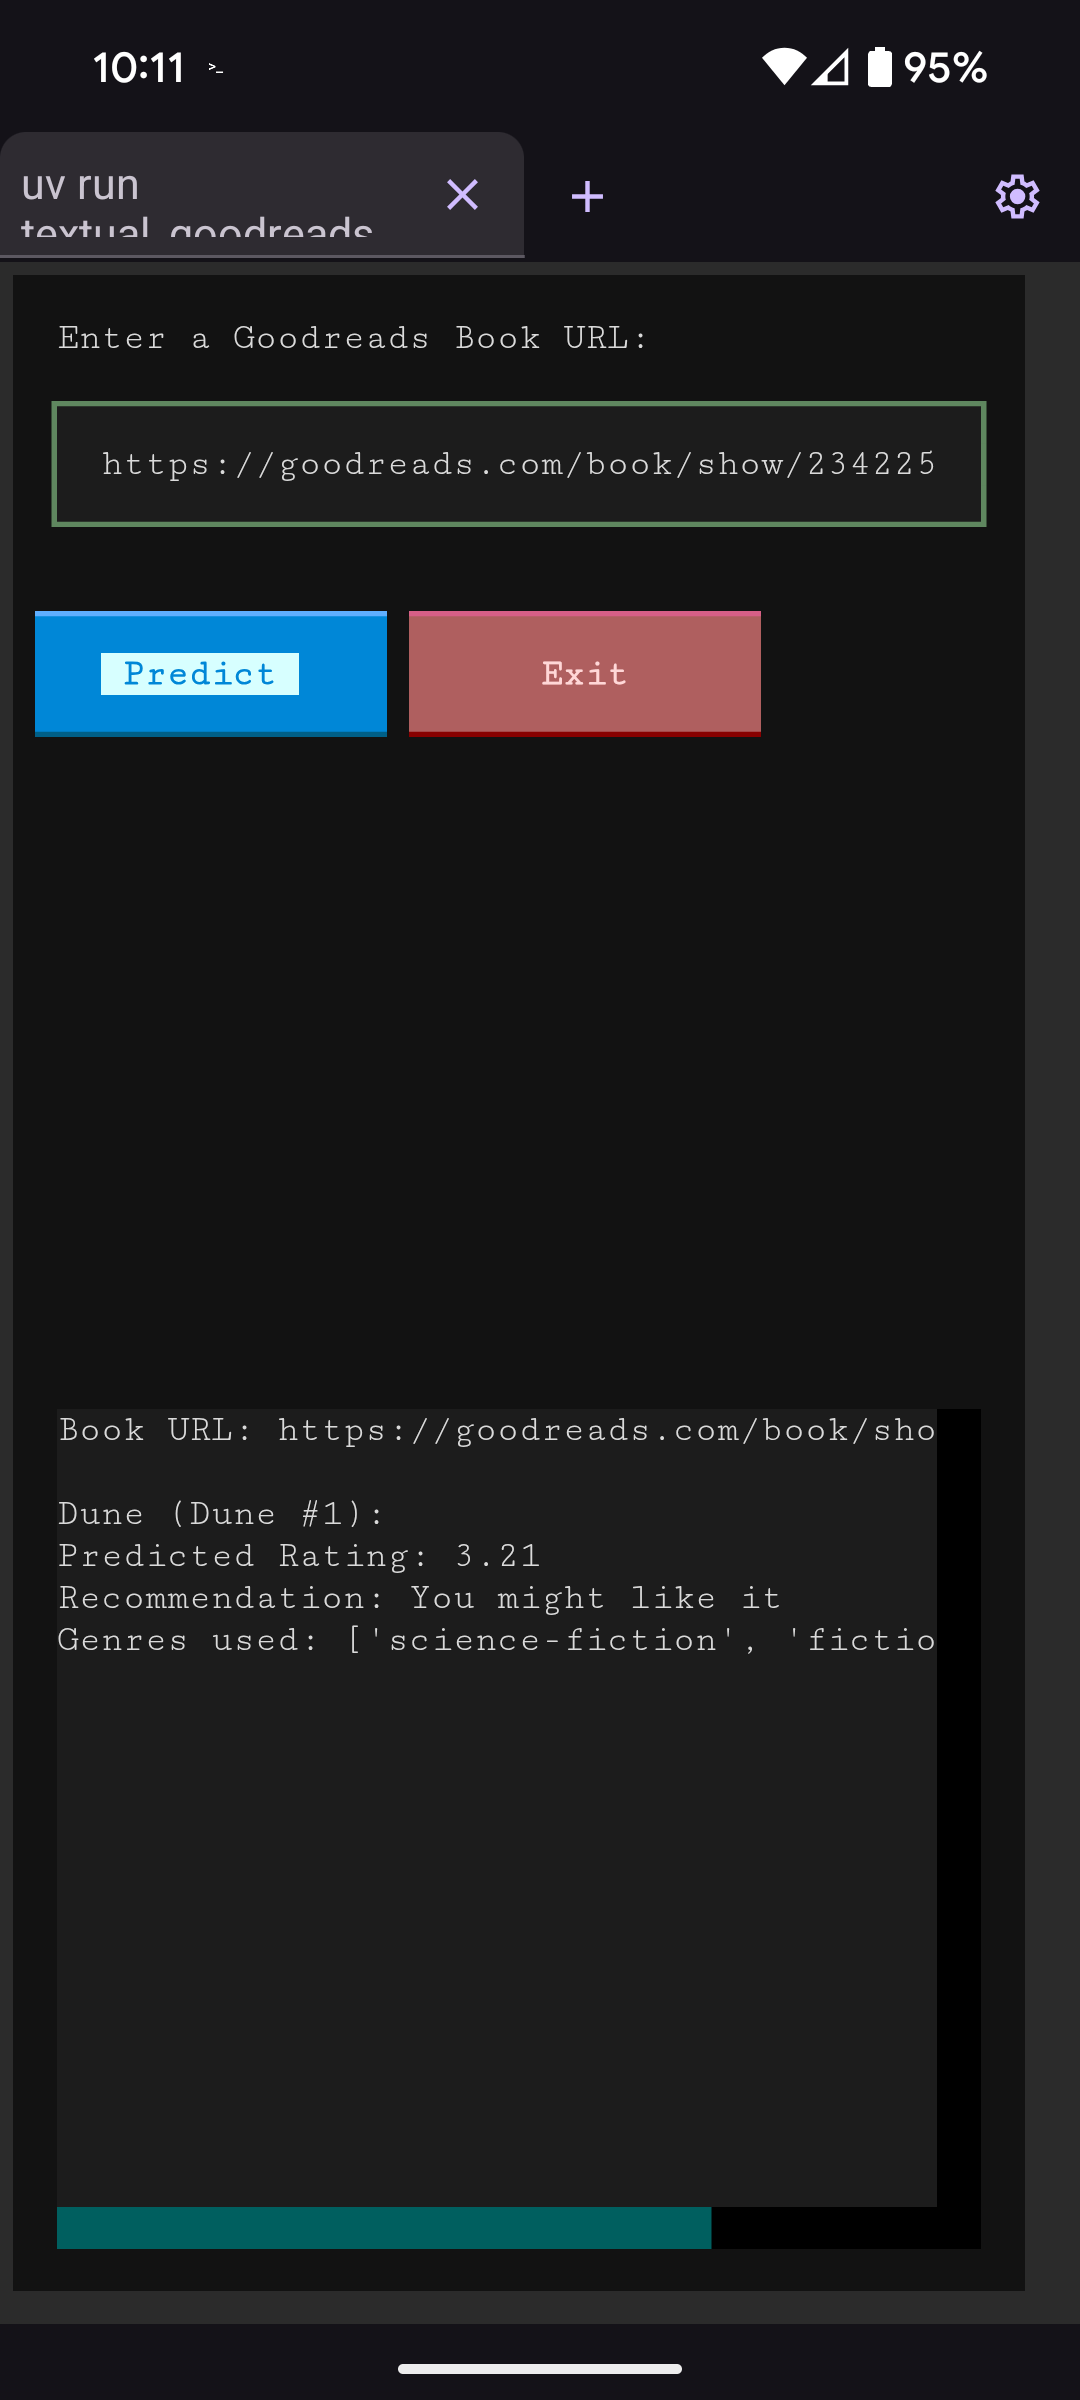 10:11 >_ 95%
uv run
textual_goodreads
Enter a Goodreads Book URL:
https://goodreads.com/book/show/234225
Predict Exit
Book URL: https://goodreads.com/book/sho
Dune (Dune #1):
Predicted Rating: 3.21
Recommendation: You might like it
Genres used: ['science-fiction', 'fictio